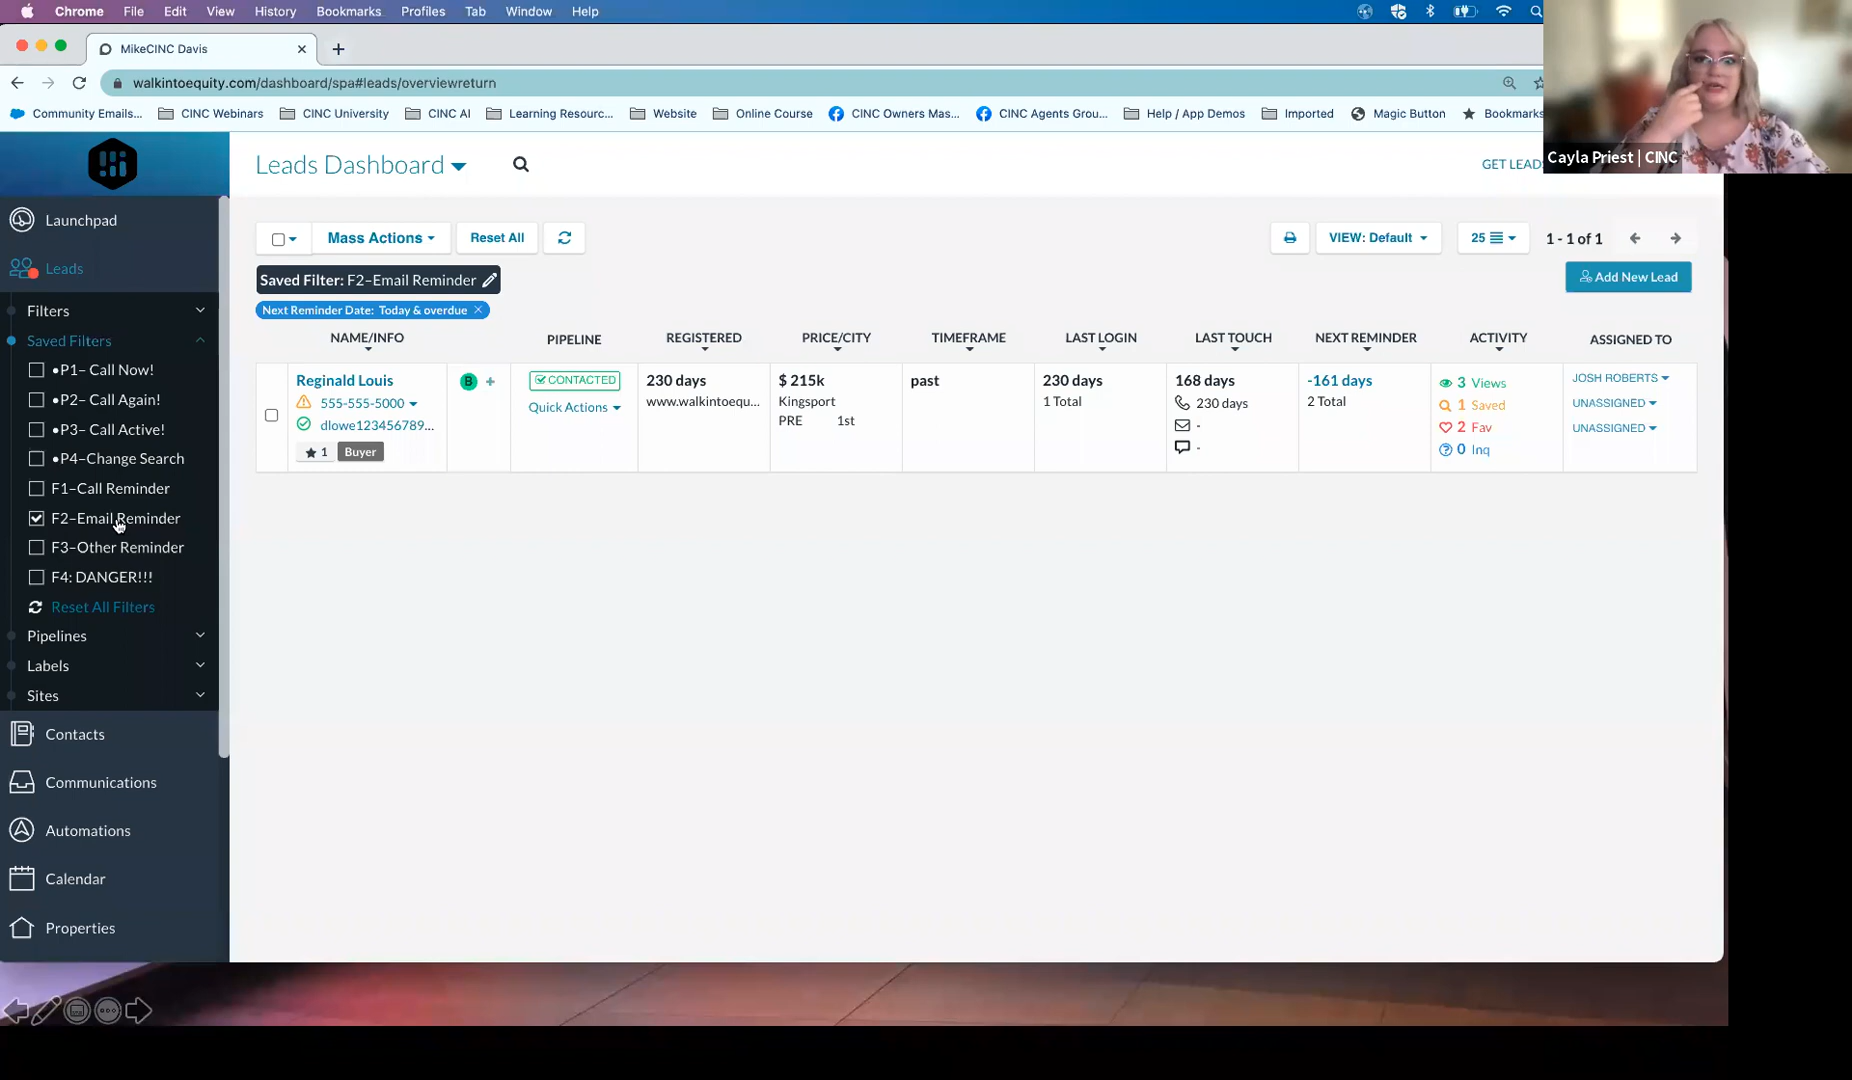 Chrome File Edit View History Bookmarks Profiles Tab Window Help
MikeCINC Davis
walkintoequity.com/dashboard/spa#leads/overviewreturn
Community Emails... CINC Webinars CINC University CINC AI Learning Resourc... Website Online Course CINC Owners Mas... CINC Agents Grou... Help / App Demos Imported Magic Button Bookmarks
Cayla Priest | CINC
Leads Dashboard
GET LEADS
Launchpad
Leads
Filters
Saved Filters
•P1– Call Now!
•P2– Call Again!
•P3– Call Active!
•P4–Change Search
F1–Call Reminder
F2–Email Reminder
F3–Other Reminder
F4: DANGER!!!
Reset All Filters
Pipelines
Labels
Sites
Contacts
Communications
Automations
Calendar
Properties
Mass Actions Reset All VIEW: Default 25 1 - 1 of 1
Saved Filter: F2–Email Reminder
Add New Lead
Next Reminder Date: Today & overdue
NAME/INFO PIPELINE REGISTERED PRICE/CITY TIMEFRAME LAST LOGIN LAST TOUCH NEXT REMINDER ACTIVITY ASSIGNED TO
Reginald Louis
555-555-5000
dlowe123456789...
1 Buyer
B +
CONTACTED
Quick Actions
230 days
www.walkintoequ...
$ 215k
Kingsport
PRE 1st
past
230 days
1 Total
168 days
230 days
-
-
-161 days
2 Total
3 Views
1 Saved
2 Fav
0 Inq
JOSH ROBERTS
UNASSIGNED
UNASSIGNED